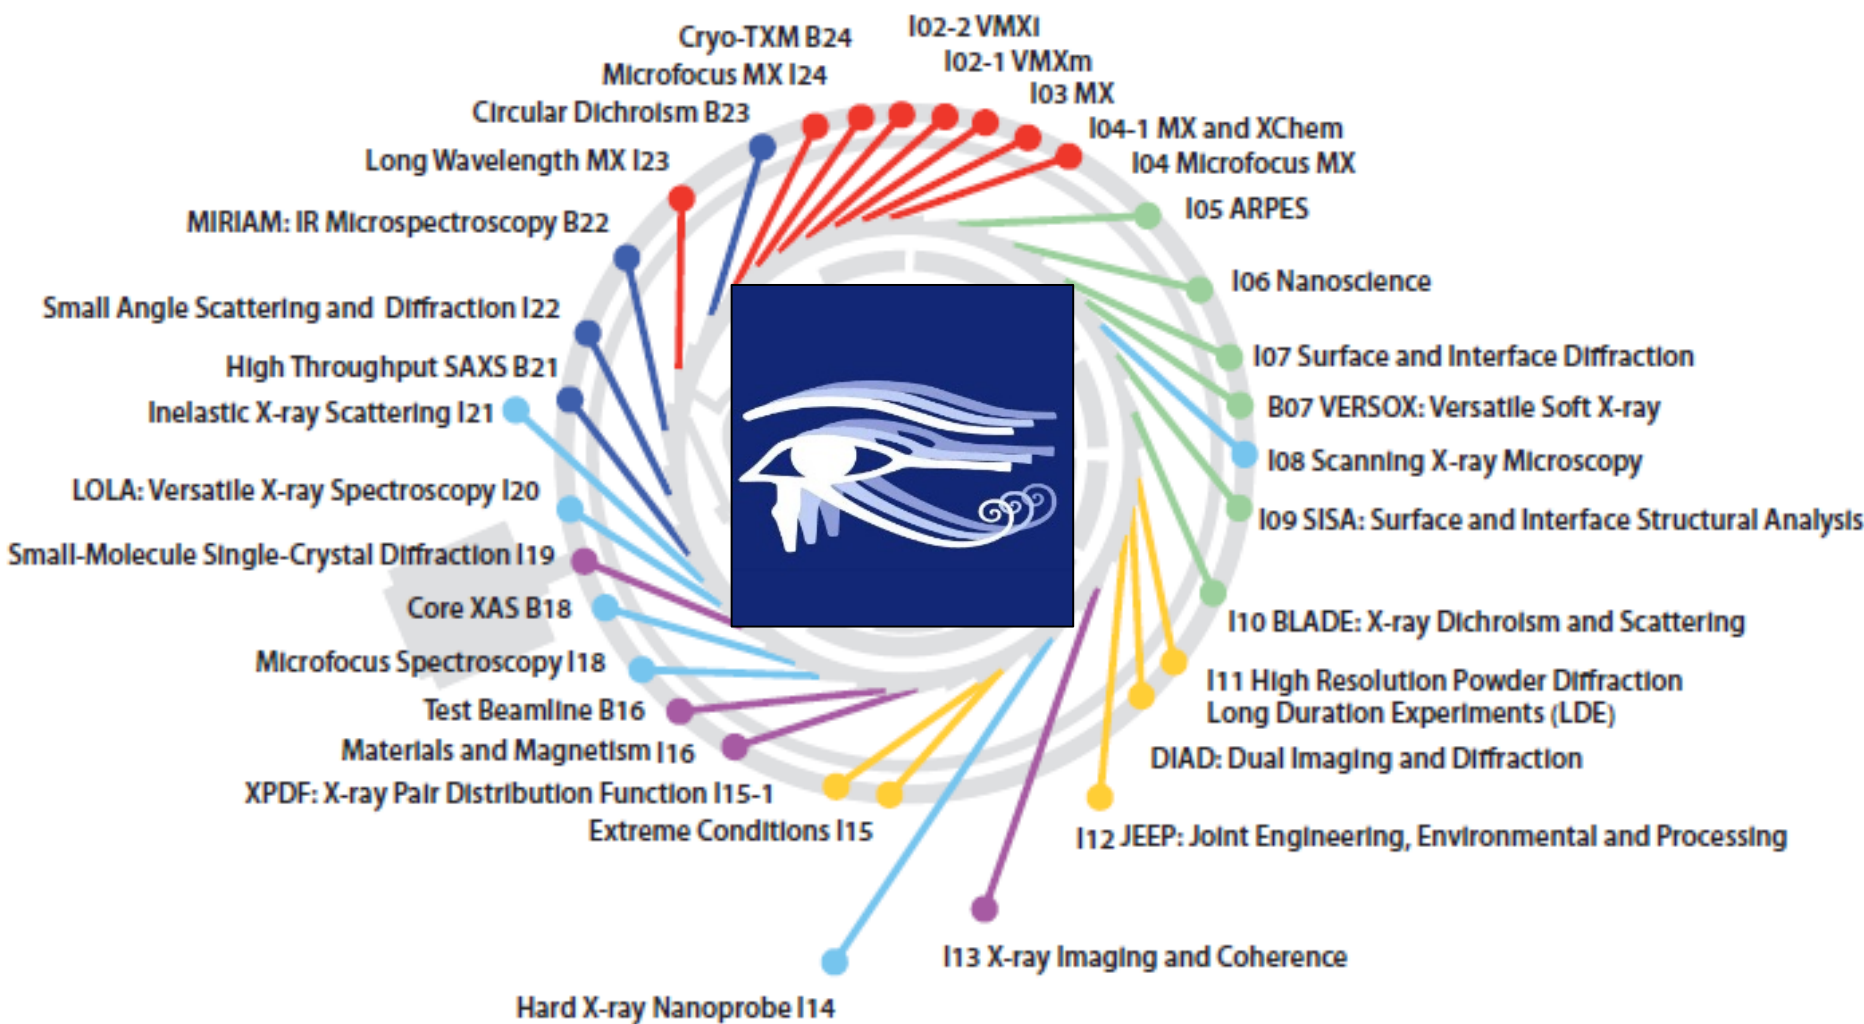 Cryo-TXM B24
I02-2 VMXi
Microfocus MX I24
I02-1 VMXm
Circular Dichroism B23
I03 MX
Long Wavelength MX I23
I04-1 MX and XChem
I04 Microfocus MX
MIRIAM: IR Microspectroscopy B22
I05 ARPES
Small Angle Scattering and Diffraction I22
I06 Nanoscience
High Throughput SAXS B21
I07 Surface and Interface Diffraction
Inelastic X-ray Scattering I21
B07 VERSOX: Versatile Soft X-ray
I08 Scanning X-ray Microscopy
LOLA: Versatile X-ray Spectroscopy I20
I09 SISA: Surface and Interface Structural Analysis
Small-Molecule Single-Crystal Diffraction I19
Core XAS B18
I10 BLADE: X-ray Dichroism and Scattering
Microfocus Spectroscopy I18
I11 High Resolution Powder Diffraction
Long Duration Experiments (LDE)
Test Beamline B16
Materials and Magnetism I16
DIAD: Dual Imaging and Diffraction
XPDF: X-ray Pair Distribution Function I15-1
Extreme Conditions I15
I12 JEEP: Joint Engineering, Environmental and Processing
I13 X-ray Imaging and Coherence
Hard X-ray Nanoprobe I14